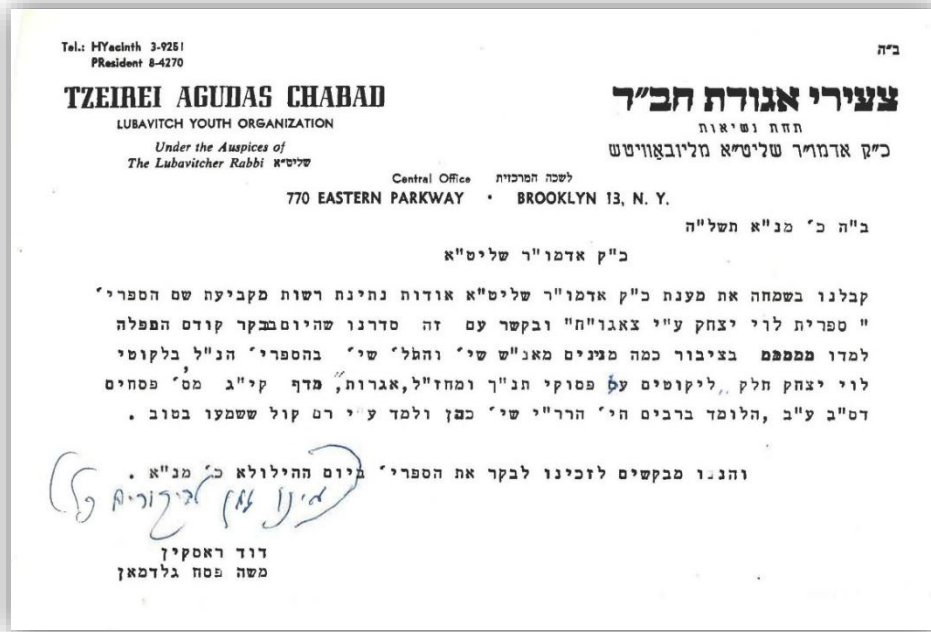 Tel.: HYacinth 3-9251
PResident 8-4270
ב״ה
TZEIREI AGUDAS CHABAD
צעירי אגודת חב״ד
LUBAVITCH YOUTH ORGANIZATION
תחת נשיאות
Under the Auspices of
The Lubavitcher Rabbi שליט״א
כ״ק אדמו״ר שליט״א מליובאוויטש
Central Office לשכה המרכזית
770 EASTERN PARKWAY • BROOKLYN 13, N. Y.
ב"ה כ׳ מנ"א תשל"ה
כ"ק אדמו"ר שליט"א
קבלנו בשמחה את מענת כ"ק אדמו"ר שליט"א אודות נתינת רשות מקביעת שם הספרי׳
" ספרית לוי יצחק ע"י צאגו"ח" ובקשר עם זה סדרנו שהיום בבקר קודם התפלה
למדו בציבור כמה מנינים מאנ"ש שי׳ והתל׳ שי׳ בהספרי׳ הנ"ל בלקוטי
לוי יצחק חלק ,,ליקוטים על פסוקי תנ"ך ומחז"ל,אגרות" מדף קי"ג מס׳ פסחים
דס"ב ע"ב ,הלומד ברבים הי׳ הרר"י שי׳ כהן ולמד ע״י רם קול ששמעו בטוב .
והננו מבקשים לזכינו לבקר את הספרי׳ ביום ההילולא כ׳ מנ"א .
אינו זמן לביקורים כלל
דוד ראסקין
משה פסח גלדמאן